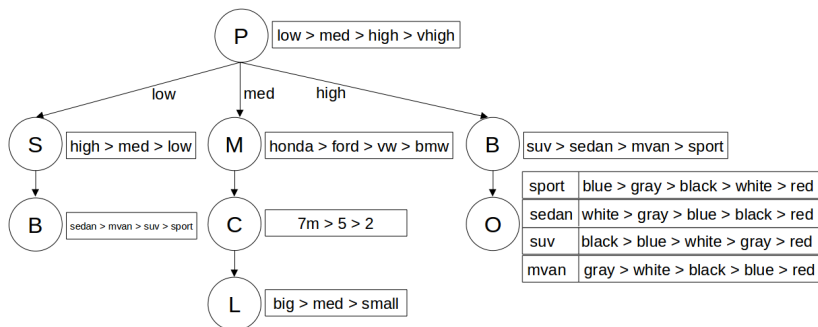 P
low > med > high > vhigh
low
med
high
S
high > med > low
M
honda > ford > vw > bmw
B
suv > sedan > mvan > sport
B
sedan > mvan > suv > sport
C
7m > 5 > 2
O
sport blue > gray > black > white > red
sedan white > gray > blue > black > red
suv black > blue > white > gray > red
mvan gray > white > black > blue > red
L
big > med > small